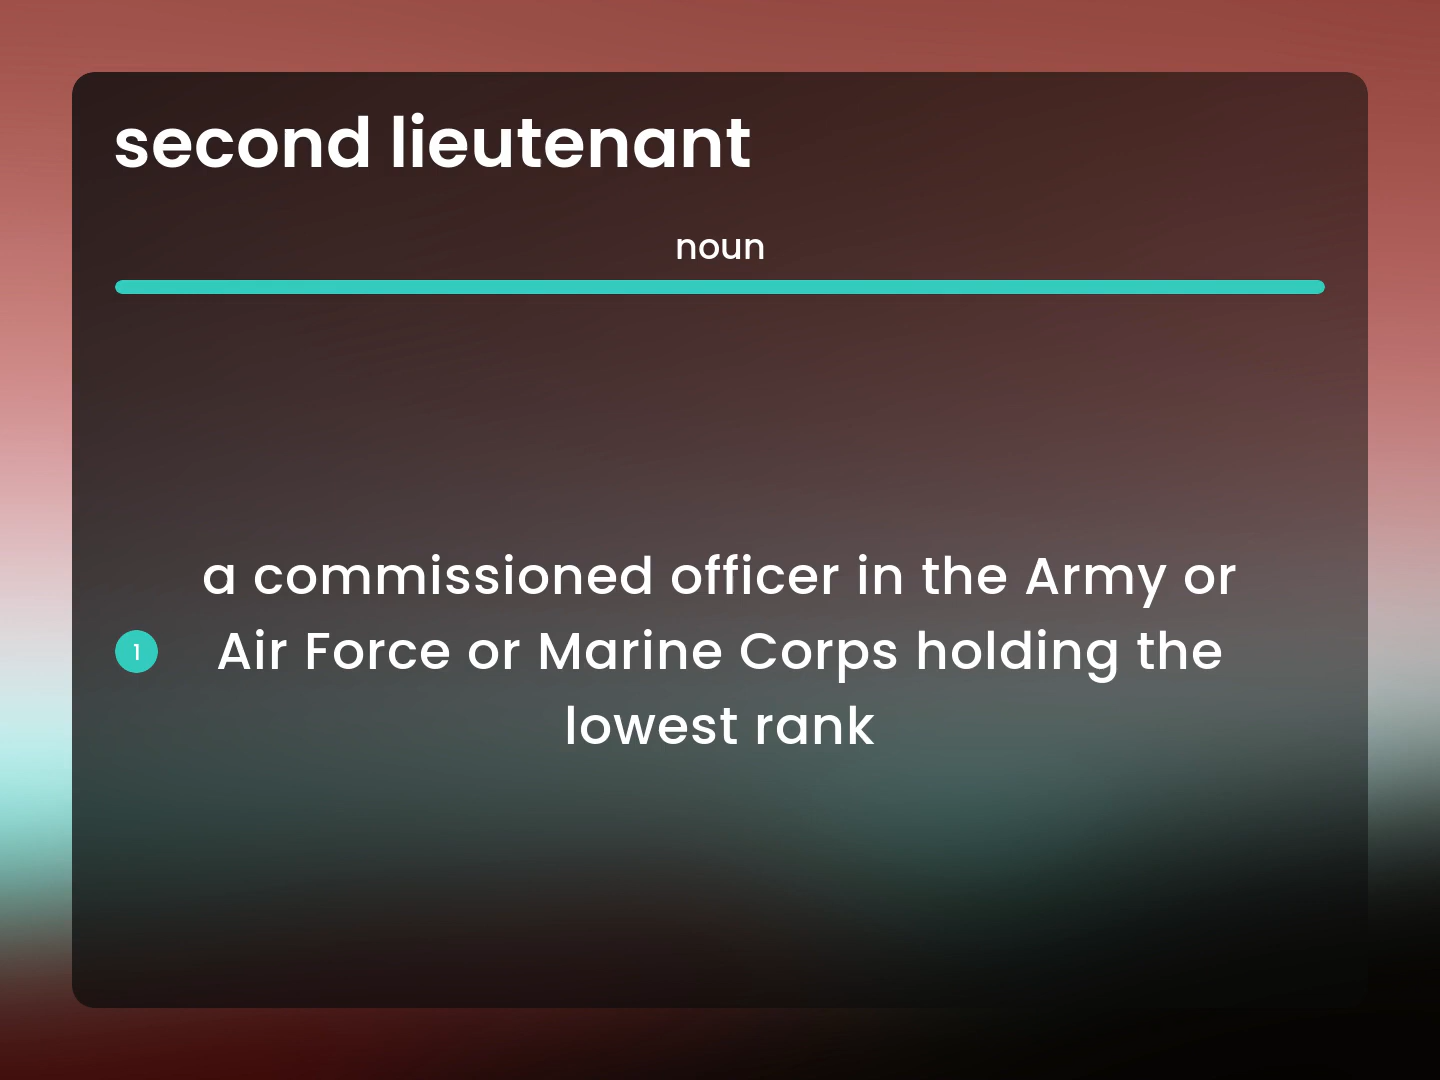 second lieutenant
noun
a commissioned officer in the Army or
1 Air Force or Marine Corps holding the
lowest rank